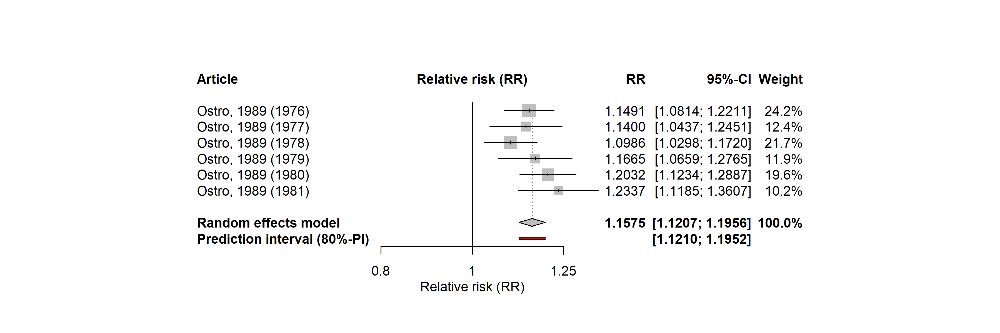 Article Relative risk (RR) RR 95%-CI Weight
Ostro, 1989 (1976) 1.1491 [1.0814; 1.2211] 24.2%
Ostro, 1989 (1977) 1.1400 [1.0437; 1.2451] 12.4%
Ostro, 1989 (1978) 1.0986 [1.0298; 1.1720] 21.7%
Ostro, 1989 (1979) 1.1665 [1.0659; 1.2765] 11.9%
Ostro, 1989 (1980) 1.2032 [1.1234; 1.2887] 19.6%
Ostro, 1989 (1981) 1.2337 [1.1185; 1.3607] 10.2%
Random effects model 1.1575 [1.1207; 1.1956] 100.0%
Prediction interval (80%-PI) [1.1210; 1.1952]
0.8 1 1.25
Relative risk (RR)